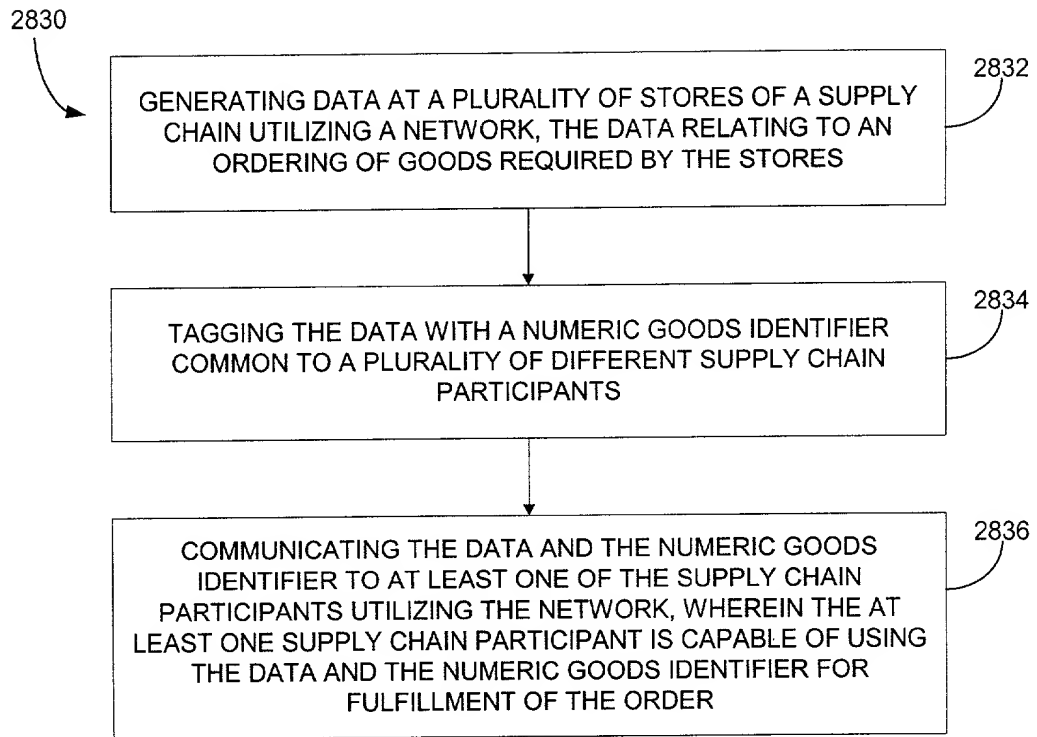 2830
2832
GENERATING DATA AT A PLURALITY OF STORES OF A SUPPLY
CHAIN UTILIZING A NETWORK, THE DATA RELATING TO AN
ORDERING OF GOODS REQUIRED BY THE STORES
2834
TAGGING THE DATA WITH A NUMERIC GOODS IDENTIFIER
COMMON TO A PLURALITY OF DIFFERENT SUPPLY CHAIN
PARTICIPANTS
2836
COMMUNICATING THE DATA AND THE NUMERIC GOODS
IDENTIFIER TO AT LEAST ONE OF THE SUPPLY CHAIN
PARTICIPANTS UTILIZING THE NETWORK, WHEREIN THE AT
LEAST ONE SUPPLY CHAIN PARTICIPANT IS CAPABLE OF USING
THE DATA AND THE NUMERIC GOODS IDENTIFIER FOR
FULFILLMENT OF THE ORDER